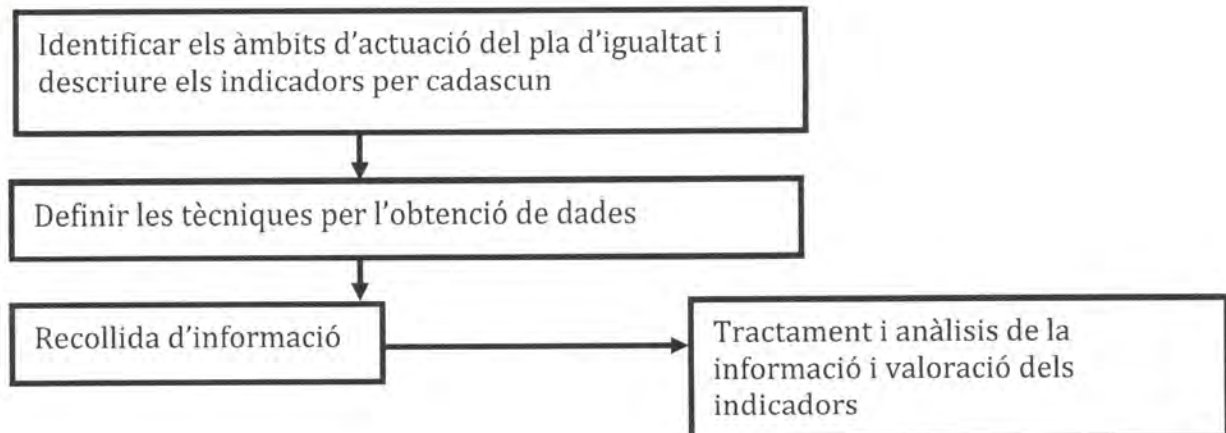 Identificar els àmbits d'actuació del pla d'igualtat i
descriure els indicadors per cadascun
Definir les tècniques per l'obtenció de dades
Recollida d'informació
Tractament i anàlisis de la
informació i valoració dels
indicadors